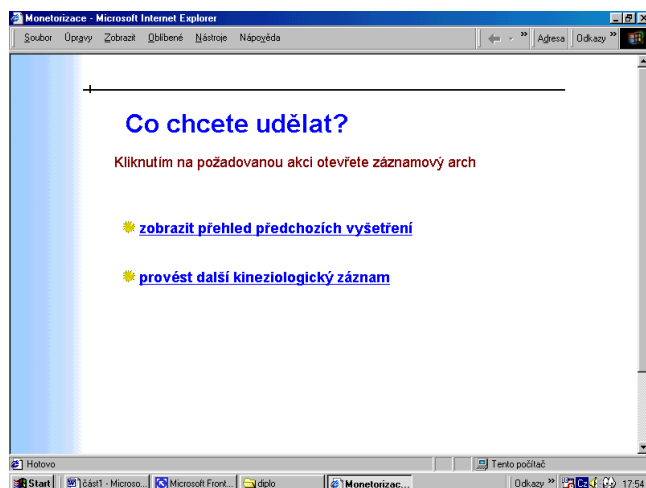 Monetorizace - Microsoft Internet Explorer
Soubor Úpravy Zobrazit Oblíbené Nástroje Nápověda » Adresa Odkazy »
Co chcete udělat?
Kliknutím na požadovanou akci otevřete záznamový arch
zobrazit přehled předchozích vyšetření
provést další kineziologický záznam
Hotovo Tento počítač
Start část1 - Microso... Microsoft Front... diplo Monetorizac... Odkazy » Cz 17:54